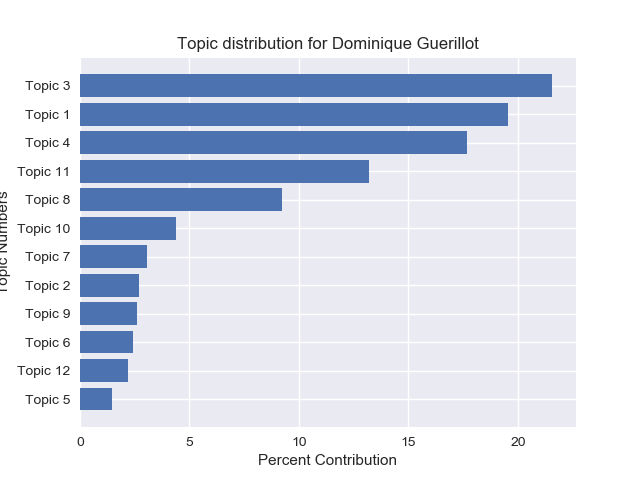 Topic distribution for Dominique Guerillot
Topic Numbers
Topic 3
Topic 1
Topic 4
Topic 11
Topic 8
Topic 10
Topic 7
Topic 2
Topic 9
Topic 6
Topic 12
Topic 5
0 5 10 15 20
Percent Contribution